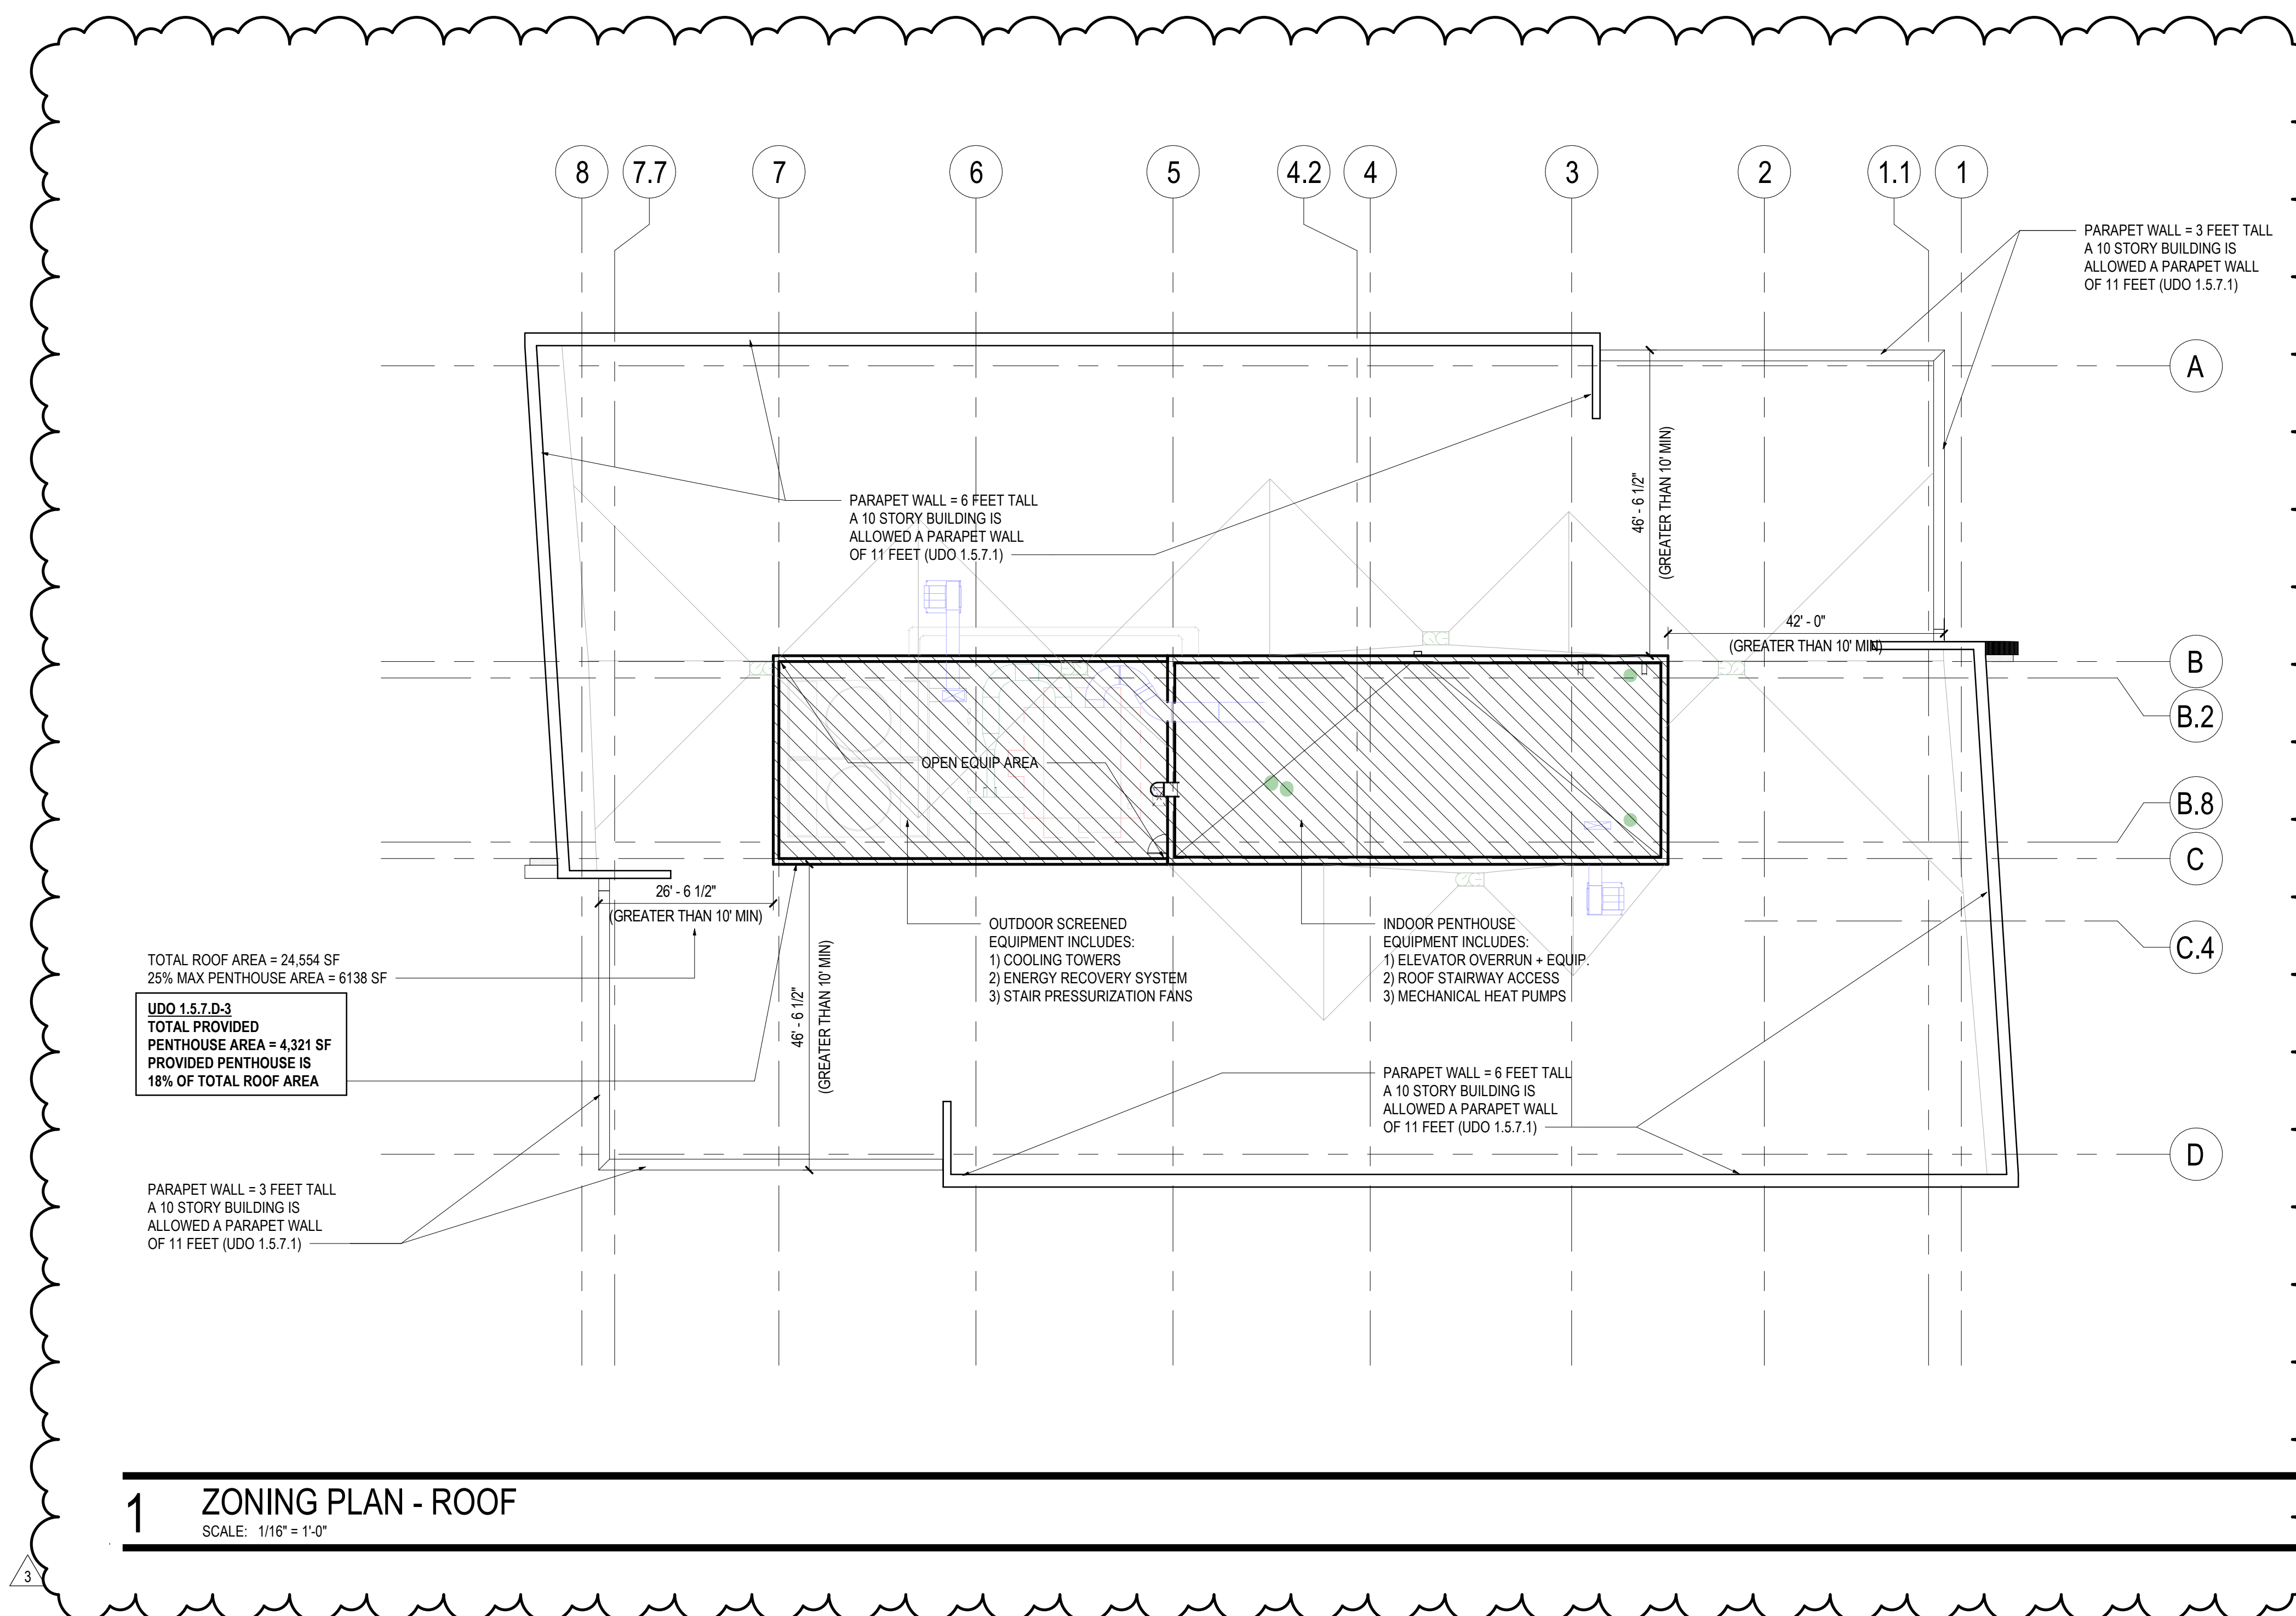 8 7.7 7 6 5 4.2 4 3 2 1.1 1
PARAPET WALL = 3 FEET TALL
A 10 STORY BUILDING IS
ALLOWED A PARAPET WALL
OF 11 FEET (UDO 1.5.7.1)
A
PARAPET WALL = 6 FEET TALL
A 10 STORY BUILDING IS
ALLOWED A PARAPET WALL
OF 11 FEET (UDO 1.5.7.1)
46' - 6 1/2"
(GREATER THAN 10' MIN)
42' - 0"
(GREATER THAN 10' MIN)
B
B.2
OPEN EQUIP AREA
B.8
C
26' - 6 1/2"
(GREATER THAN 10' MIN)
OUTDOOR SCREENED
EQUIPMENT INCLUDES:
1) COOLING TOWERS
2) ENERGY RECOVERY SYSTEM
3) STAIR PRESSURIZATION FANS
INDOOR PENTHOUSE
EQUIPMENT INCLUDES:
1) ELEVATOR OVERRUN + EQUIP.
2) ROOF STAIRWAY ACCESS
3) MECHANICAL HEAT PUMPS
C.4
TOTAL ROOF AREA = 24,554 SF
25% MAX PENTHOUSE AREA = 6138 SF
UDO 1.5.7.D-3
TOTAL PROVIDED
PENTHOUSE AREA = 4,321 SF
PROVIDED PENTHOUSE IS
18% OF TOTAL ROOF AREA
46' - 6 1/2"
(GREATER THAN 10' MIN)
PARAPET WALL = 6 FEET TALL
A 10 STORY BUILDING IS
ALLOWED A PARAPET WALL
OF 11 FEET (UDO 1.5.7.1)
D
PARAPET WALL = 3 FEET TALL
A 10 STORY BUILDING IS
ALLOWED A PARAPET WALL
OF 11 FEET (UDO 1.5.7.1)
1 ZONING PLAN - ROOF
SCALE: 1/16" = 1'-0"
3